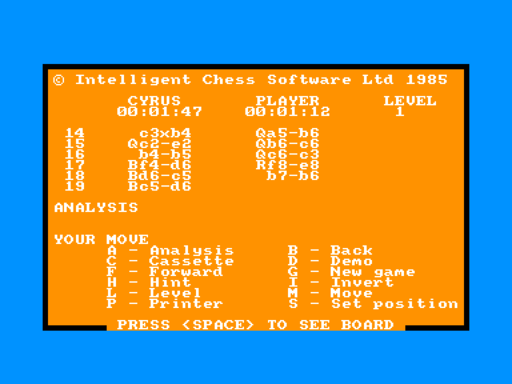 © Intelligent Chess Software Ltd 1985
CYRUS PLAYER LEVEL
00:01:47 00:01:12 1
14 c3xb4 Qa5-b6
15 Qc2-e2 Qb6-c6
16 b4-b5 Qc6-c3
17 Bf4-d6 Rf8-e8
18 Bd6-c5 b7-b6
19 Bc5-d6
ANALYSIS
YOUR MOVE
A - Analysis B - Back
C - Cassette D - Demo
F - Forward G - New game
H - Hint I - Invert
L - Level M - Move
P - Printer S - Set position
PRESS <SPACE> TO SEE BOARD